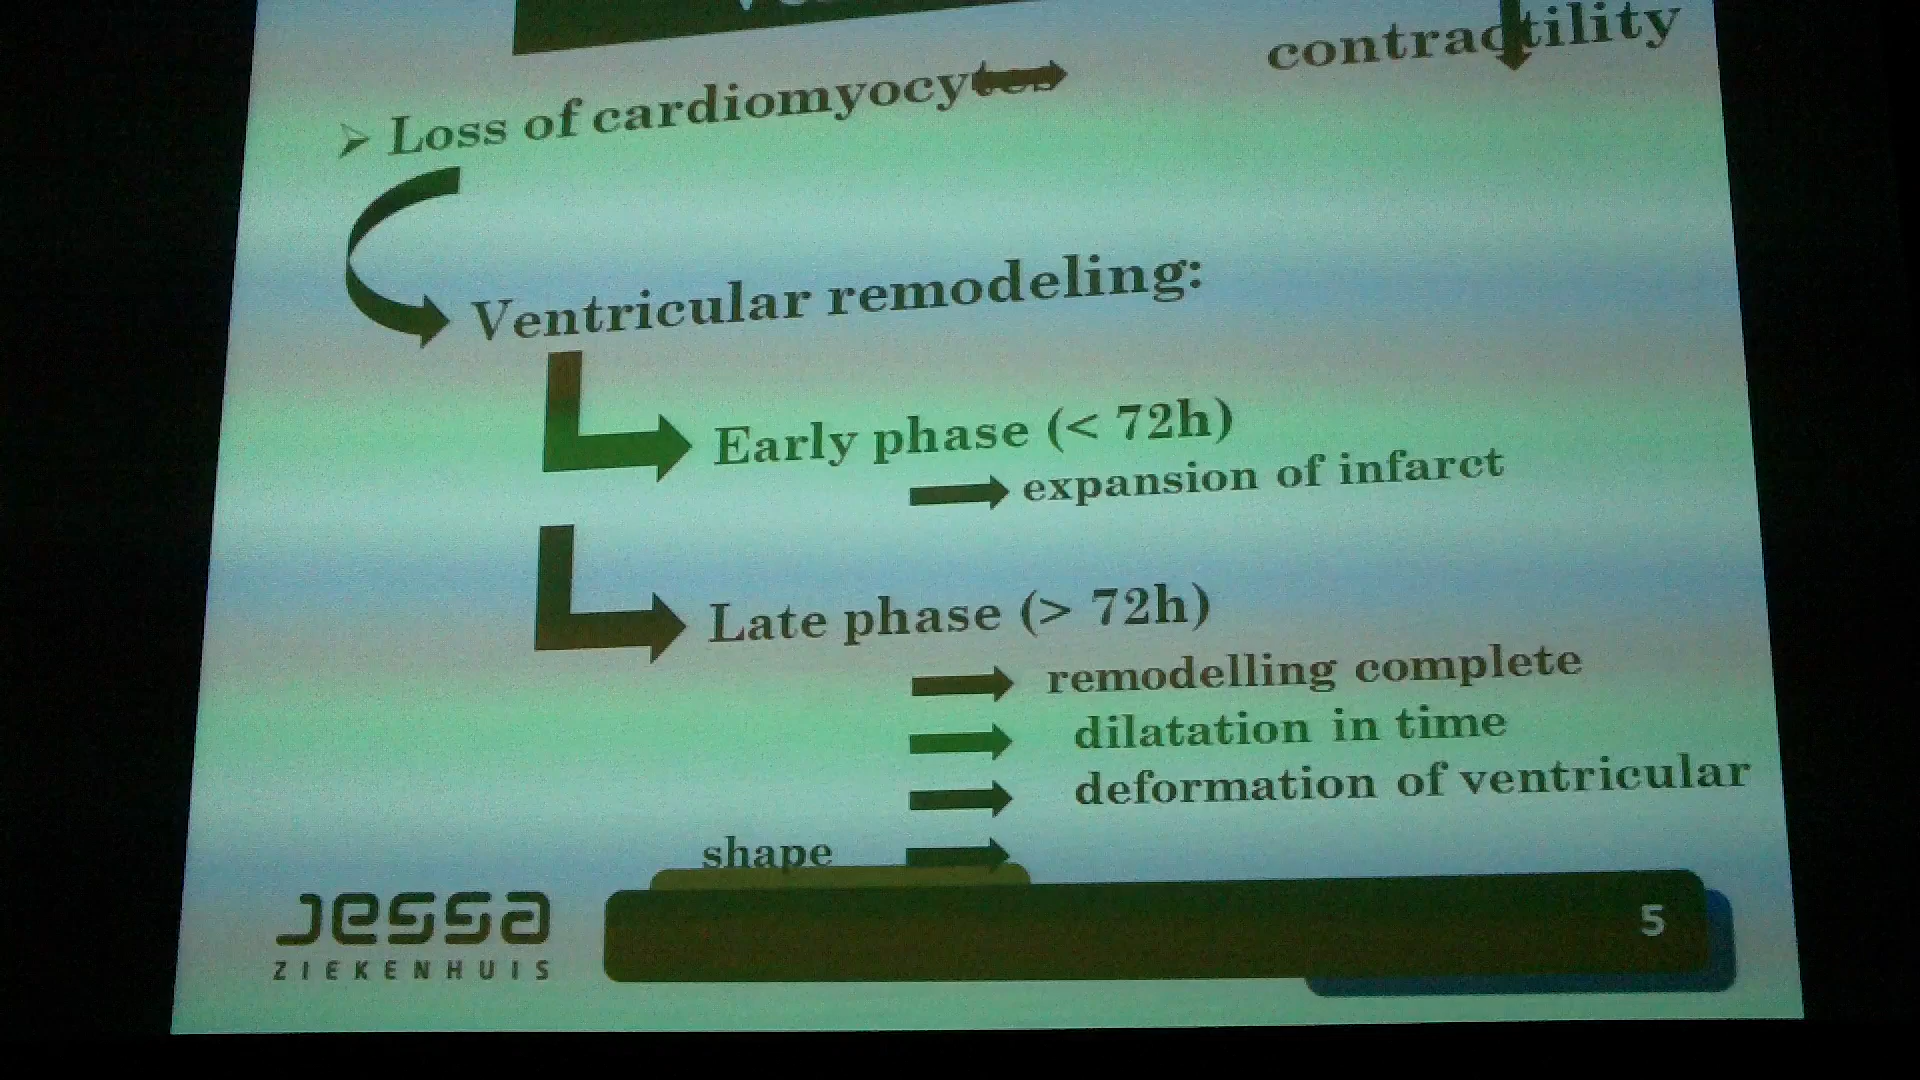 contractility
➢ Loss of cardiomyocytes
Ventricular remodeling:
Early phase (< 72h)
expansion of infarct
Late phase (> 72h)
remodelling complete
dilatation in time
deformation of ventricular
shape
jessa
ZIEKENHUIS
5